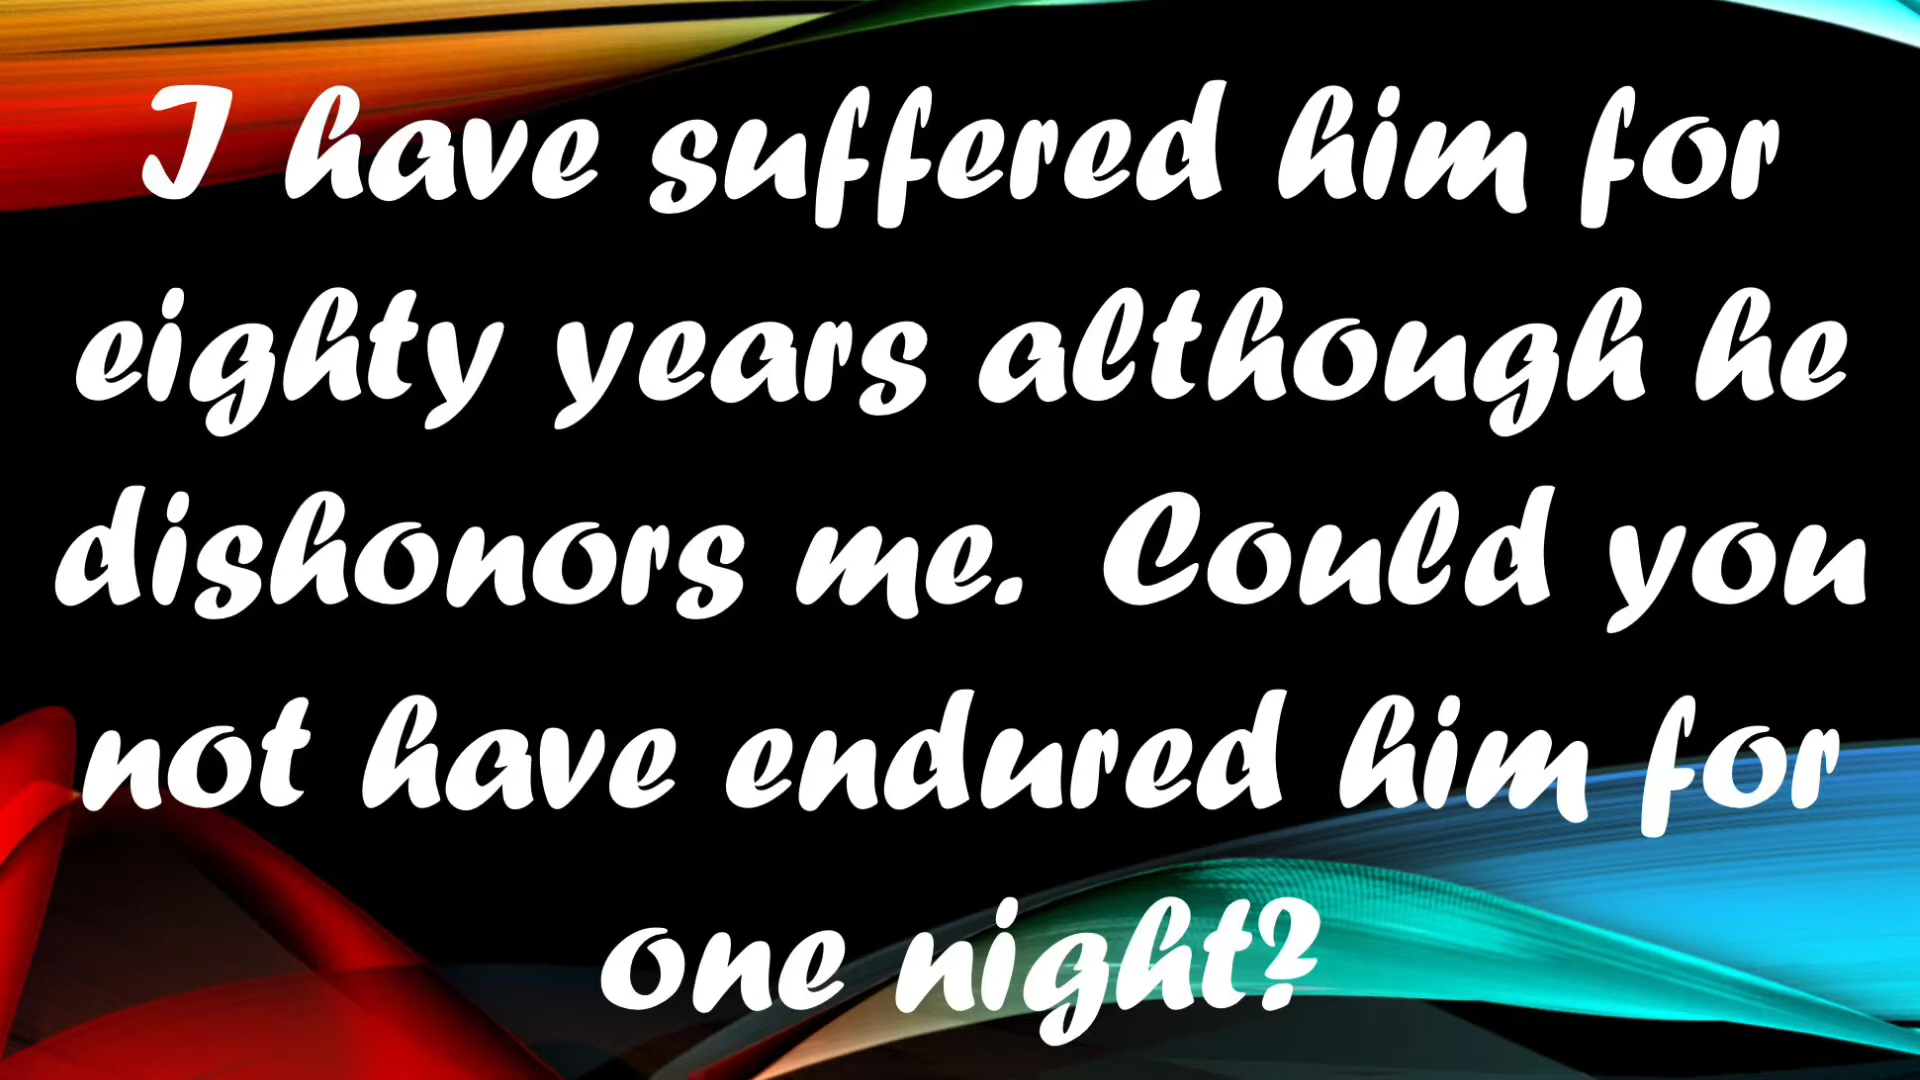 I have suffered him for
eighty years although he
dishonors me.  Could you
not have endured him for
one night?